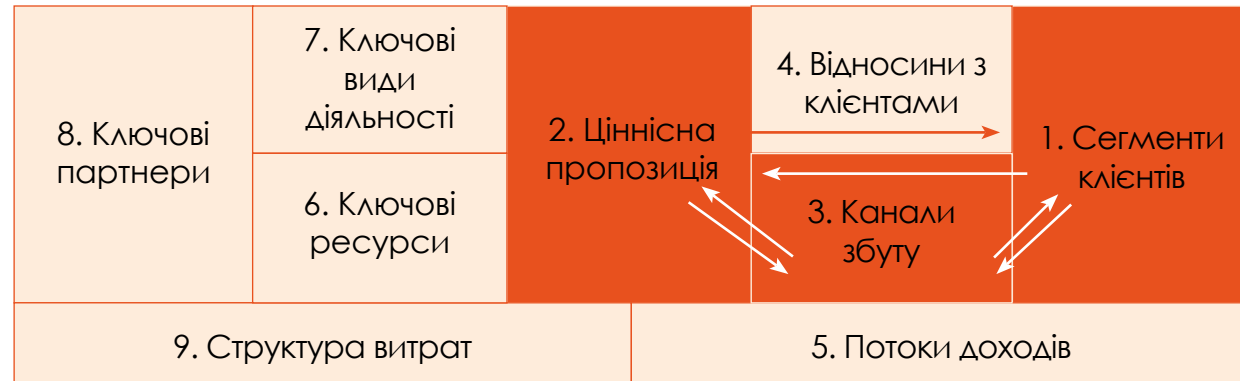 8. Ключові
партнери
7. Ключові
види
діяльності
6. Ключові
ресурси
2. Ціннісна
пропозиція
4. Відносини з
клієнтами
3. Канали
збуту
1. Сегменти
клієнтів
9. Структура витрат
5. Потоки доходів